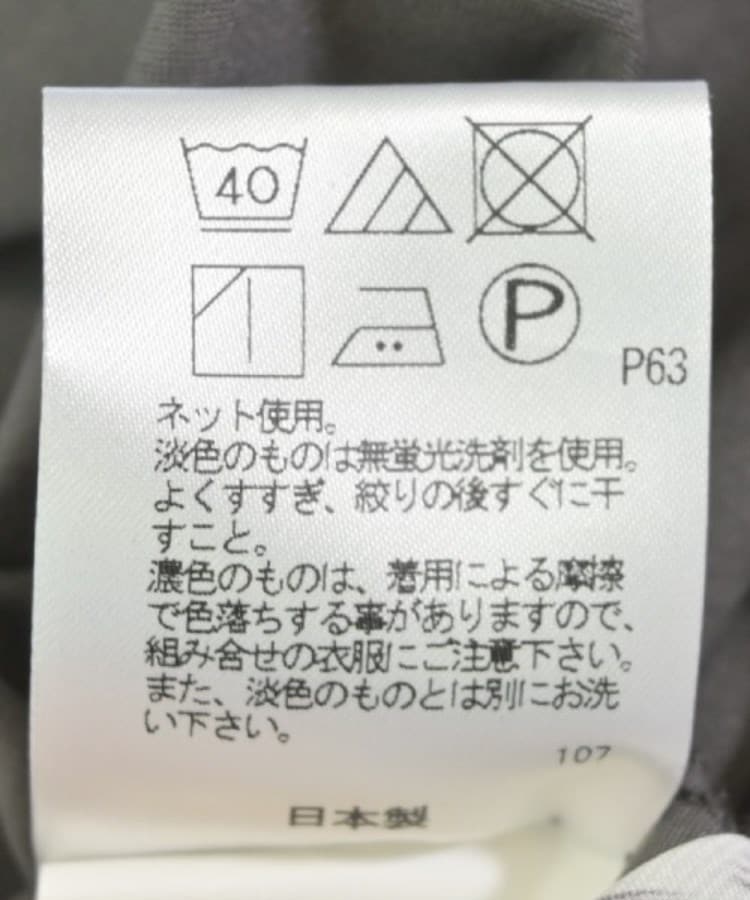 40
P
P63
ネット使用。
淡色のものは無蛍光洗剤を使用。
よくすすぎ、絞りの後すぐに干
すこと。
濃色のものは、着用による摩擦
で色落ちする事がありますので、
組み合せの衣服にご注意下さい。
また、淡色のものとは別にお洗
い下さい。
107
日本製